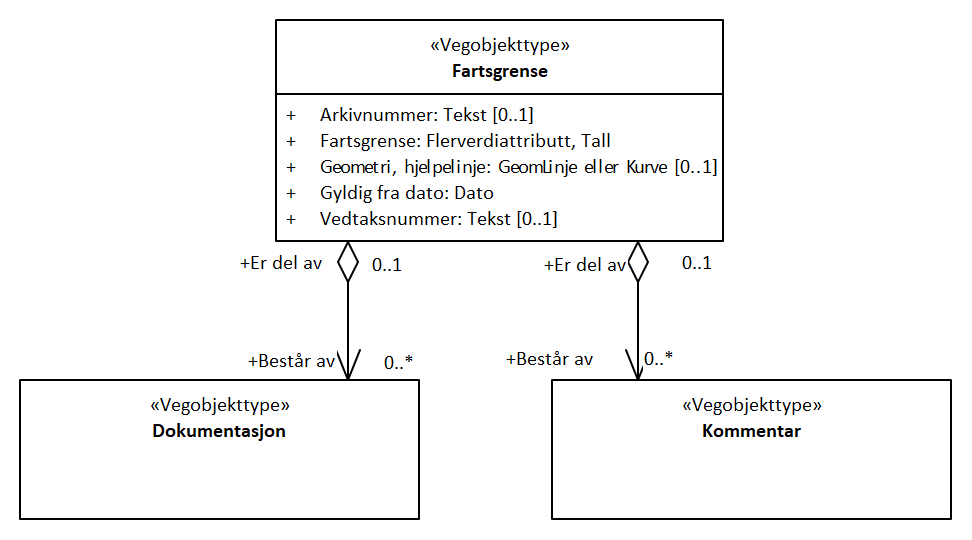 «Vegobjekttype»
Fartsgrense
+ Arkivnummer: Tekst [0..1]
+ Fartsgrense: Flerverdiattributt, Tall
+ Geometri, hjelpelinje: GeomLinje eller Kurve [0..1]
+ Gyldig fra dato: Dato
+ Vedtaksnummer: Tekst [0..1]
+Er del av 0..1 +Er del av 0..1
+Består av 0..* +Består av 0..*
«Vegobjekttype»
Dokumentasjon
«Vegobjekttype»
Kommentar